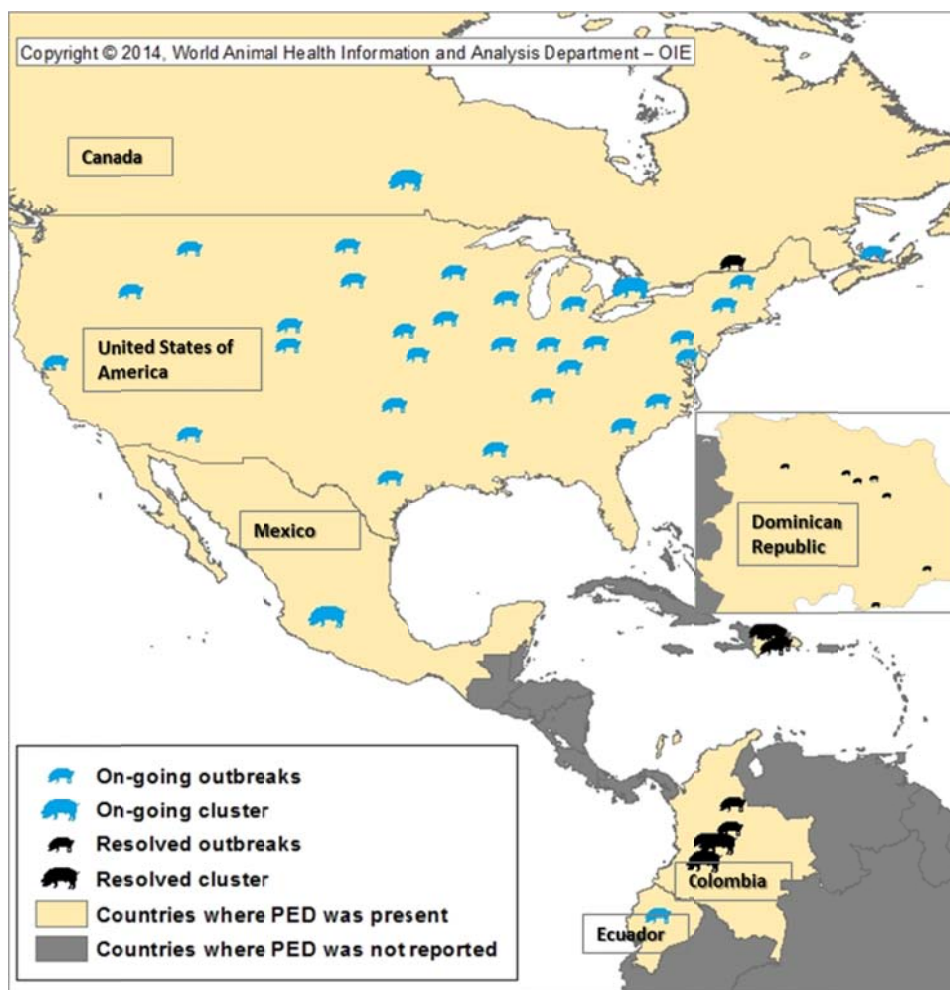 Copyright © 2014, World Animal Health Information and Analysis Department – OIE
Canada
United States of
America
Mexico
Dominican
Republic
Colombia
Ecuador
On-going outbreaks
On-going cluster
Resolved outbreaks
Resolved cluster
Countries where PED was present
Countries where PED was not reported